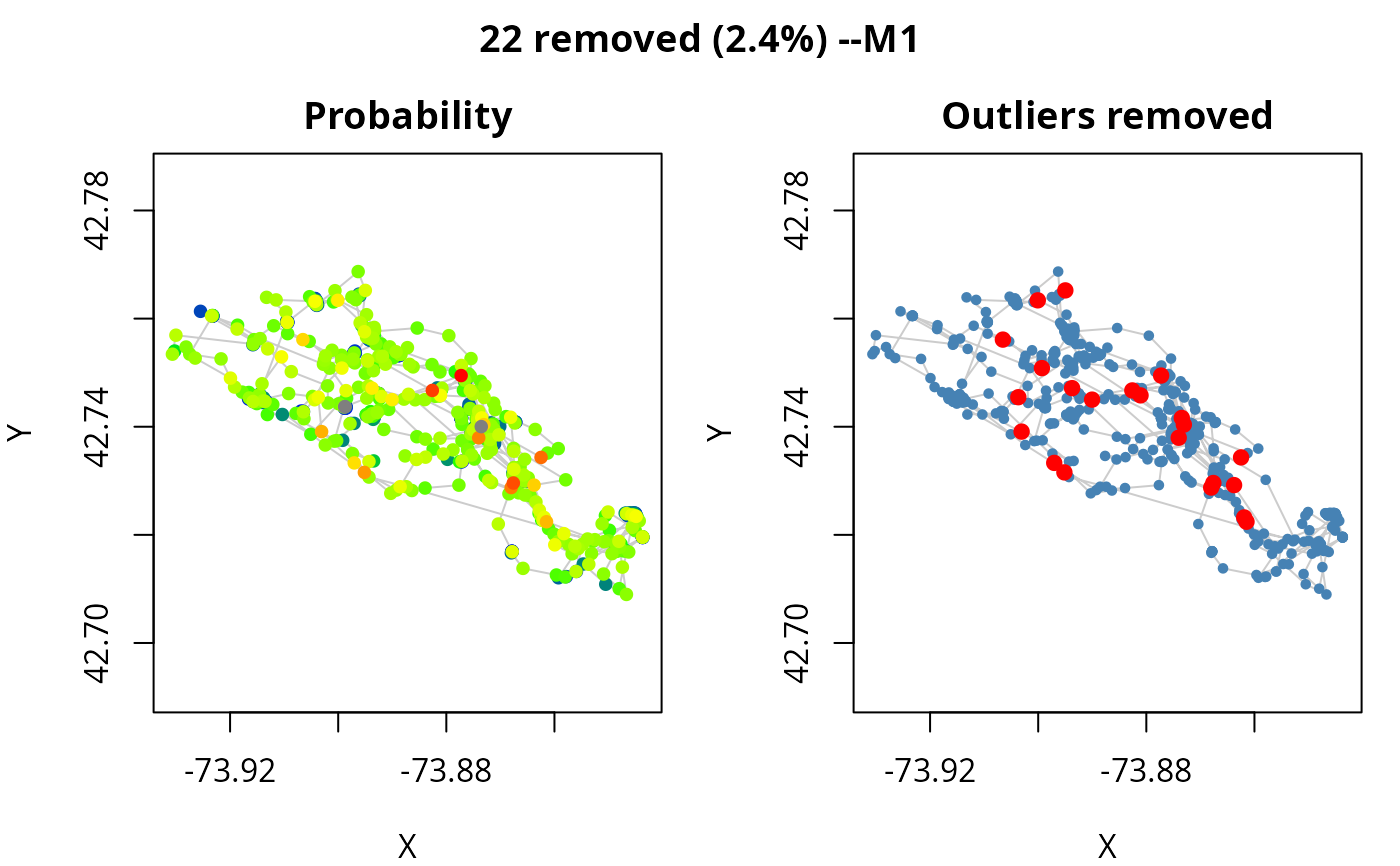 22 removed (2.4%) --M1
Probability
Y
42.78
42.74
42.70
-73.92
-73.88
X
Outliers removed
Y
42.78
42.74
42.70
-73.92
-73.88
X